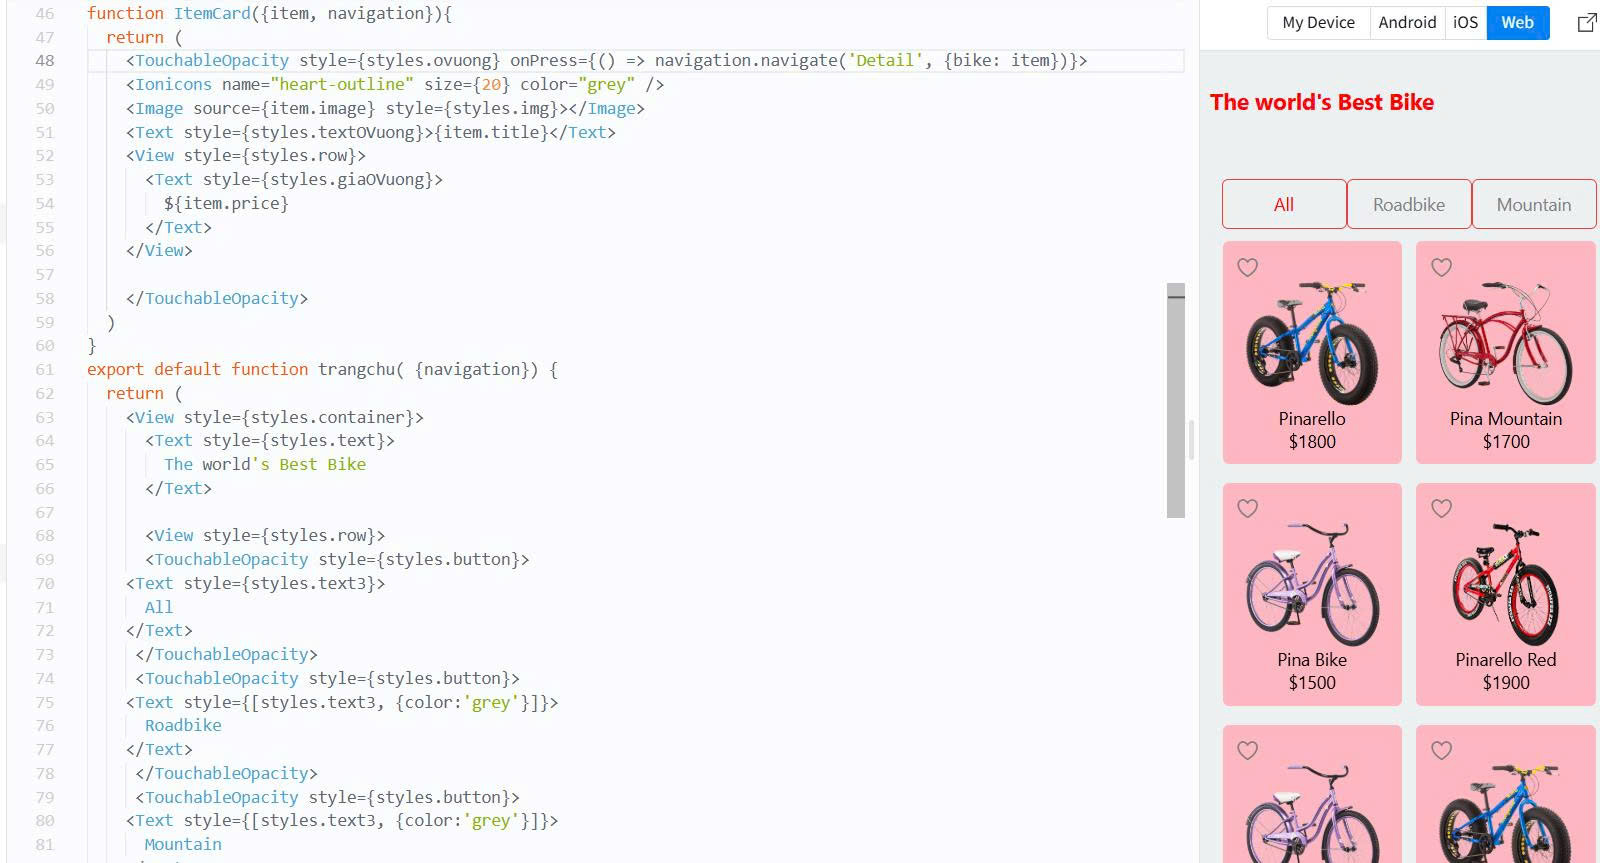 46 function ItemCard({item, navigation}){
47 return (
48 <TouchableOpacity style={styles.ovuong} onPress={() => navigation.navigate('Detail', {bike: item})}>
49 <Ionicons name="heart-outline" size={20} color="grey" />
50 <Image source={item.image} style={styles.img}></Image>
51 <Text style={styles.textOVuong}>{item.title}</Text>
52 <View style={styles.row}>
53 <Text style={styles.giaOVuong}>
54 ${item.price}
55 </Text>
56 </View>
57
58 </TouchableOpacity>
59 )
60 }
61 export default function trangchu( {navigation}) {
62 return (
63 <View style={styles.container}>
64 <Text style={styles.text}>
65 The world's Best Bike
66 </Text>
67
68 <View style={styles.row}>
69 <TouchableOpacity style={styles.button}>
70 <Text style={styles.text3}>
71 All
72 </Text>
73 </TouchableOpacity>
74 <TouchableOpacity style={styles.button}>
75 <Text style={[styles.text3, {color:'grey'}]}>
76 Roadbike
77 </Text>
78 </TouchableOpacity>
79 <TouchableOpacity style={styles.button}>
80 <Text style={[styles.text3, {color:'grey'}]}>
81 Mountain
My Device Android iOS Web
The world's Best Bike
All Roadbike Mountain
Pinarello Pina Mountain
$1800 $1700
Pina Bike Pinarello Red
$1500 $1900